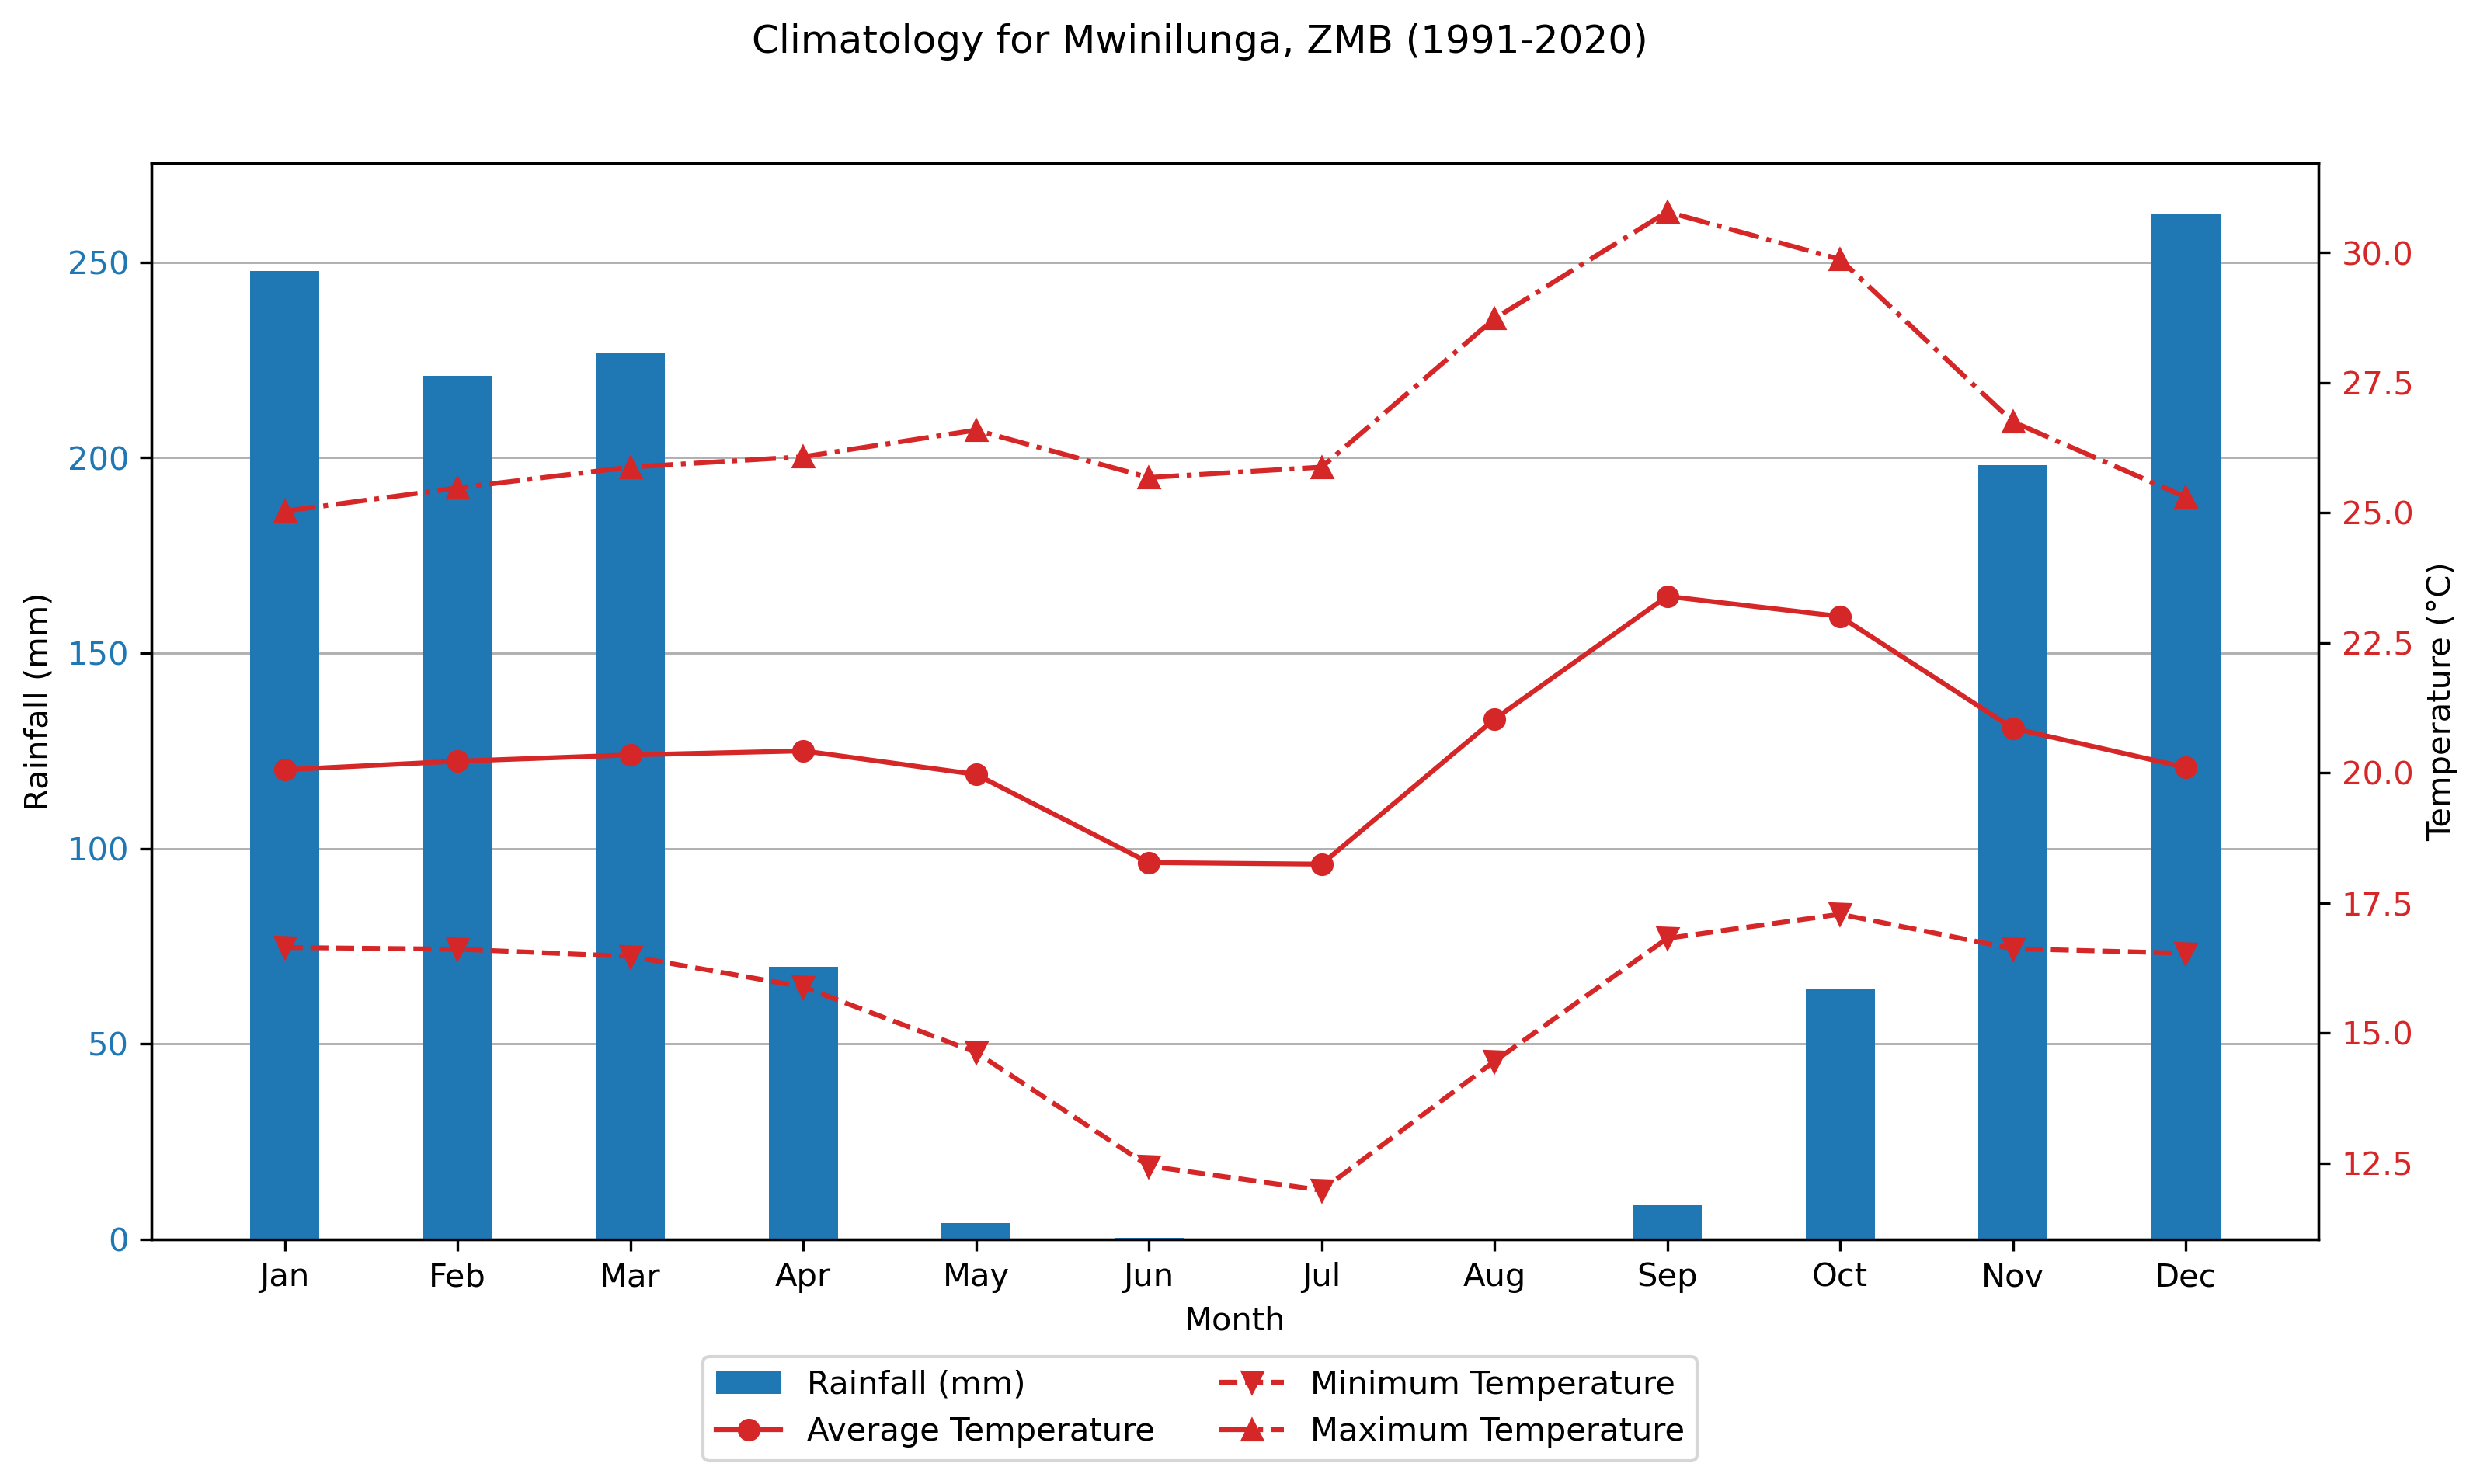 Climatology for Mwinilunga, ZMB (1991-2020)
250
200
150
100
50
0
Rainfall (mm)
30.0
27.5
25.0
22.5
20.0
17.5
15.0
12.5
Temperature (°C)
Jan Feb Mar Apr May Jun Jul Aug Sep Oct Nov Dec
Month
Rainfall (mm)
Average Temperature
Minimum Temperature
Maximum Temperature